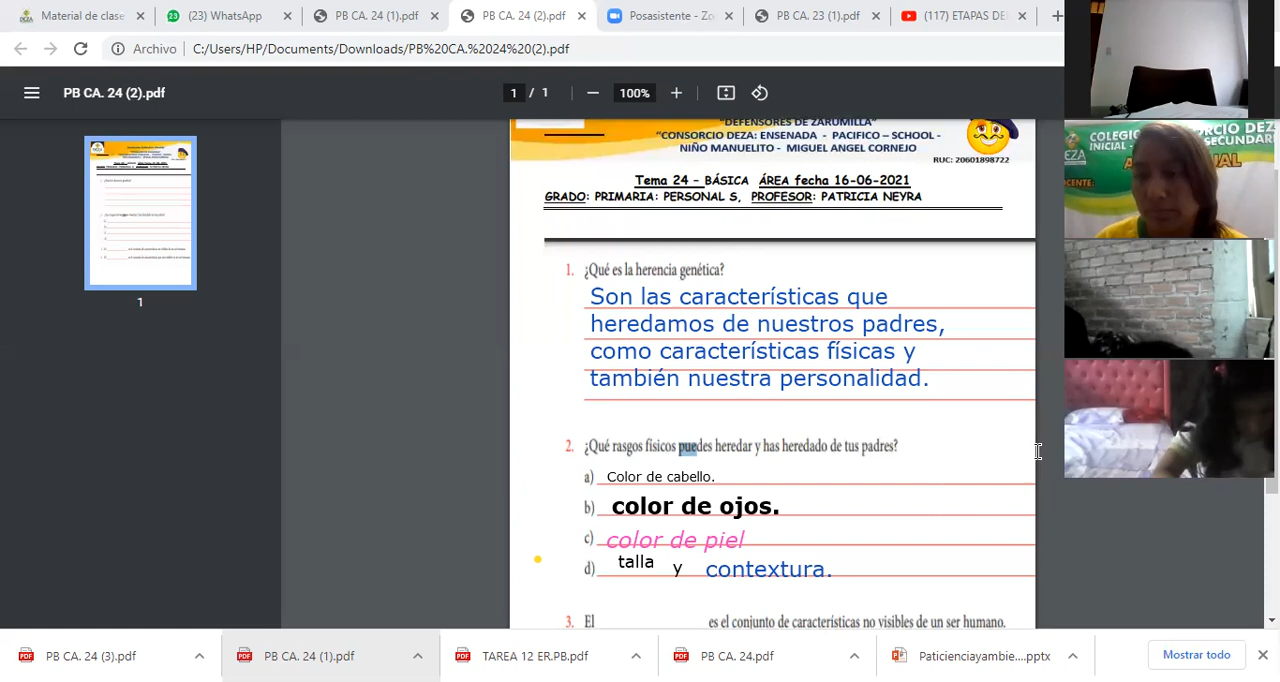 Material de clase
(23) WhatsApp
PB CA. 24 (1).pdf
PB CA. 24 (2).pdf
Posasistente - Zo
PB CA. 23 (1).pdf
(117) ETAPAS DE
Archivo
C:/Users/HP/Documents/Downloads/PB%20CA.%2024%20(2).pdf
PB CA. 24 (2).pdf
1 / 1
100%
"DEFENSORES DE ZARUMILLA"
"CONSORCIO DEZA: ENSENADA - PACIFICO – SCHOOL -
NIÑO MANUELITO - MIGUEL ANGEL CORNEJO
RUC: 20601898722
Tema 24 – BÁSICA ÁREA fecha 16-06-2021
GRADO: PRIMARIA: PERSONAL S, PROFESOR: PATRICIA NEYRA
1. ¿Qué es la herencia genética?
Son las características que
heredamos de nuestros padres,
como características físicas y
también nuestra personalidad.
2. ¿Qué rasgos físicos puedes heredar y has heredado de tus padres?
a) Color de cabello.
b) color de ojos.
c) color de piel
d) talla y contextura.
3. El ____________ es el conjunto de características no visibles de un ser humano.
1
COLEGIO
INICIAL -
SECUNDAR
DEZA
PB CA. 24 (3).pdf
PB CA. 24 (1).pdf
TAREA 12 ER.PB.pdf
PB CA. 24.pdf
Paticienciayambie....pptx
Mostrar todo